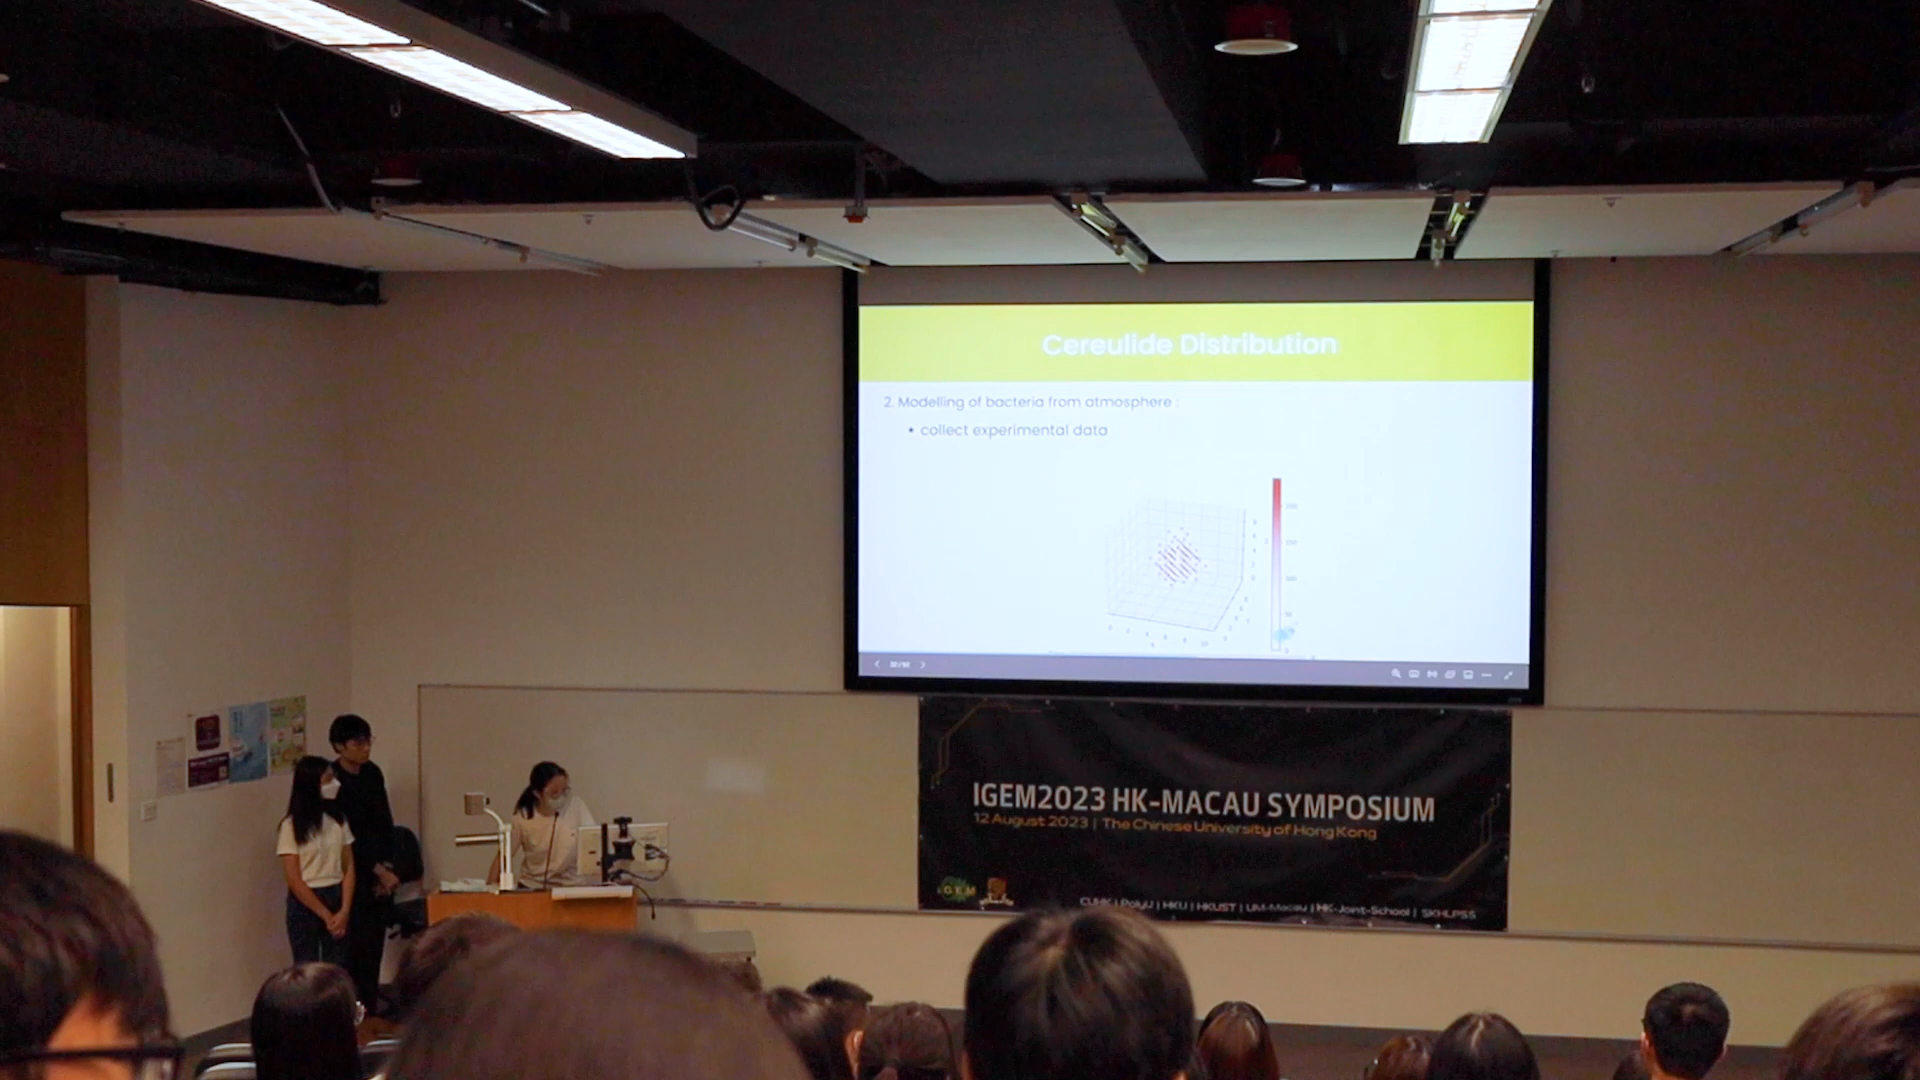 Cereulide Distribution
2. Modelling of bacteria from atmosphere :
• collect experimental data
IGEM2023 HK-MACAU SYMPOSIUM
12 August 2023 | The Chinese University of Hong Kong
iGEM
CUHK | PolyU | HKU | HKUST | UM-Macau | HK-Joint-School | SKHLPSS